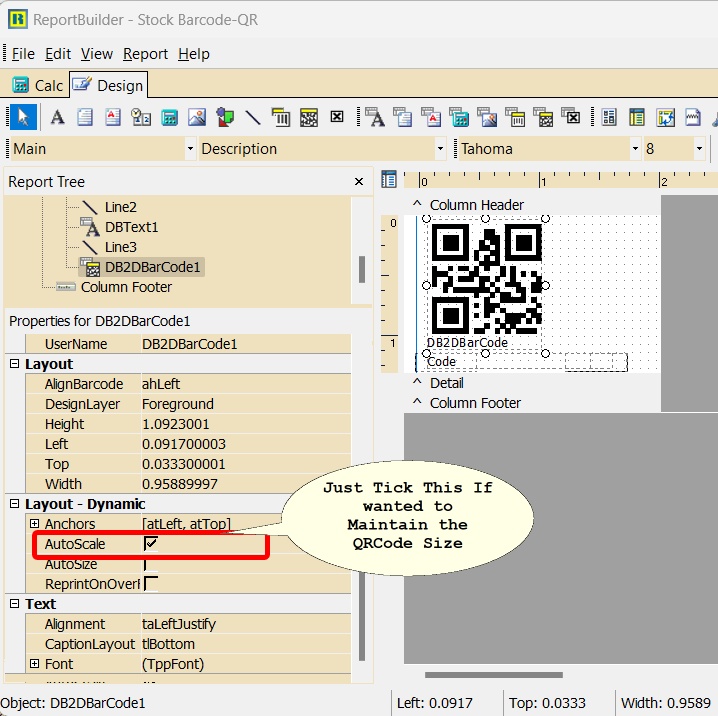 ReportBuilder - Stock Barcode-QR
File Edit View Report Help
Calc Design
Main Description Tahoma 8
Report Tree
Line2
DBText1
Line3
DB2DBarCode1
Column Footer
Properties for DB2DBarCode1
UserName DB2DBarCode1
Layout
AlignBarcode ahLeft
DesignLayer Foreground
Height 1.0923001
Left 0.091700003
Top 0.033300001
Width 0.95889997
Layout - Dynamic
Anchors [atLeft, atTop]
AutoScale
AutoSize
ReprintOnOverF
Text
Alignment taLeftJustify
CaptionLayout tlBottom
Font (TppFont)
0 1 2
Column Header
0
DB2DBarCode
1
Code
Detail
Column Footer
Just Tick This If
wanted to
Maintain the
QRCode Size
Object: DB2DBarCode1 Left: 0.0917 Top: 0.0333 Width: 0.9589